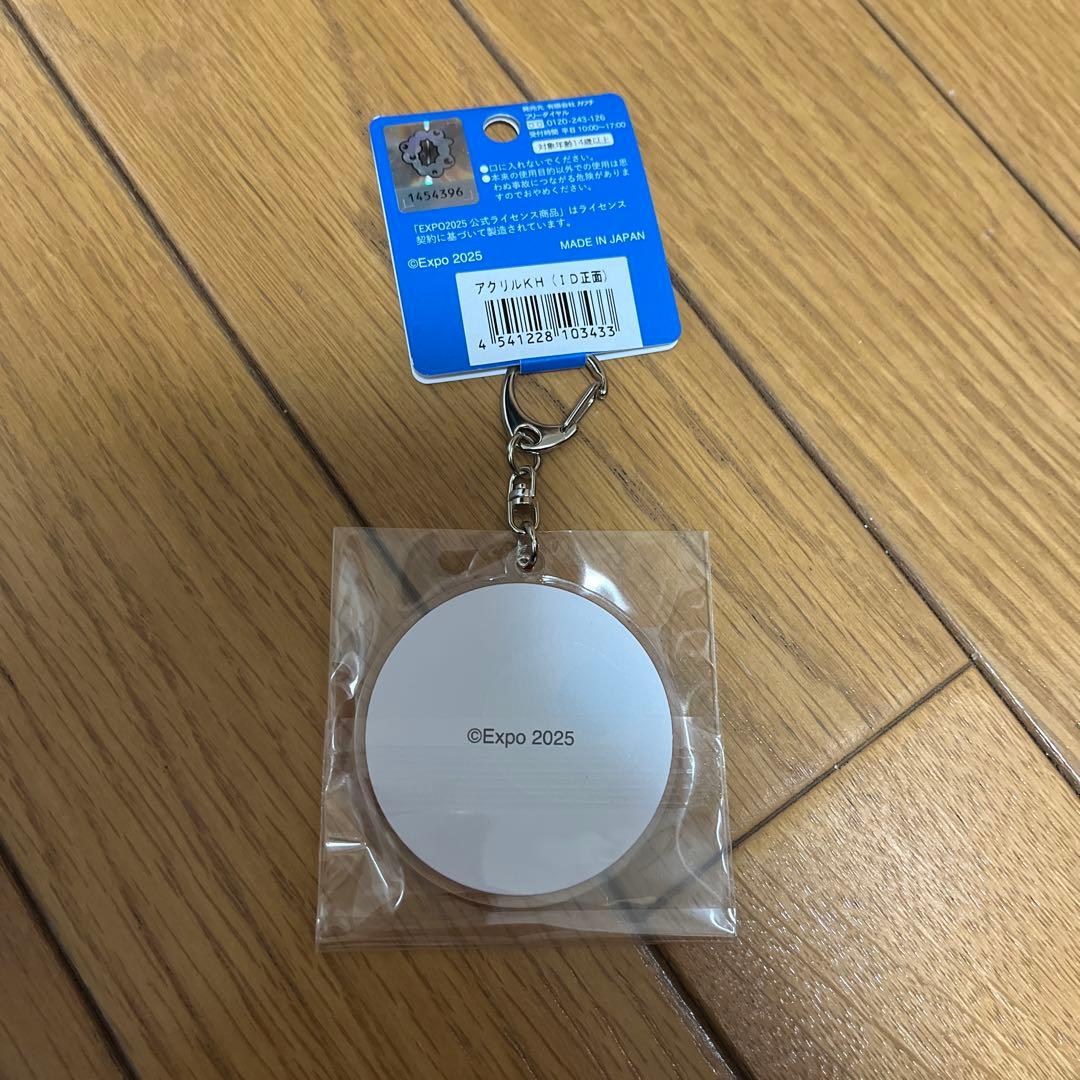 発売元 有限会社 カプチ
フリーダイヤル
0120-243-126
受付時間 平日 10:00~17:00
対象年齢14歳以上
1454396
●口に入れないでください。
●本来の使用目的以外での使用は思
わぬ事故につながる危険がありま
すのでおやめください。
「EXPO2025 公式ライセンス商品」はライセンス
契約に基づいて製造されています。
©Expo 2025
MADE IN JAPAN
アクリルKH(ID正面)
4 541228 103433
©Expo 2025